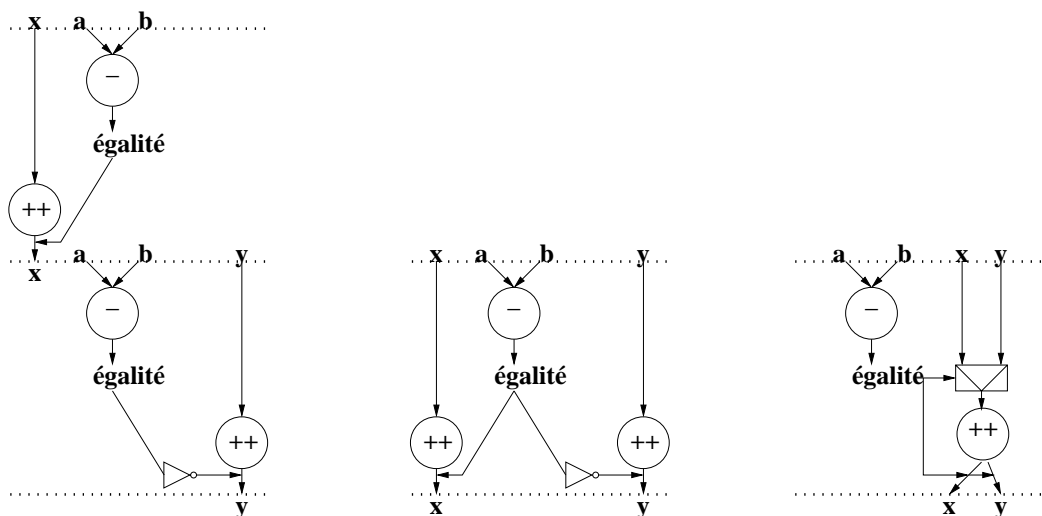 x a b
−
égalité
++
x a b y
− 
égalité
++
y
x a b y
−
égalité
++ ++
x y
a b x y
−
égalité
++
x y